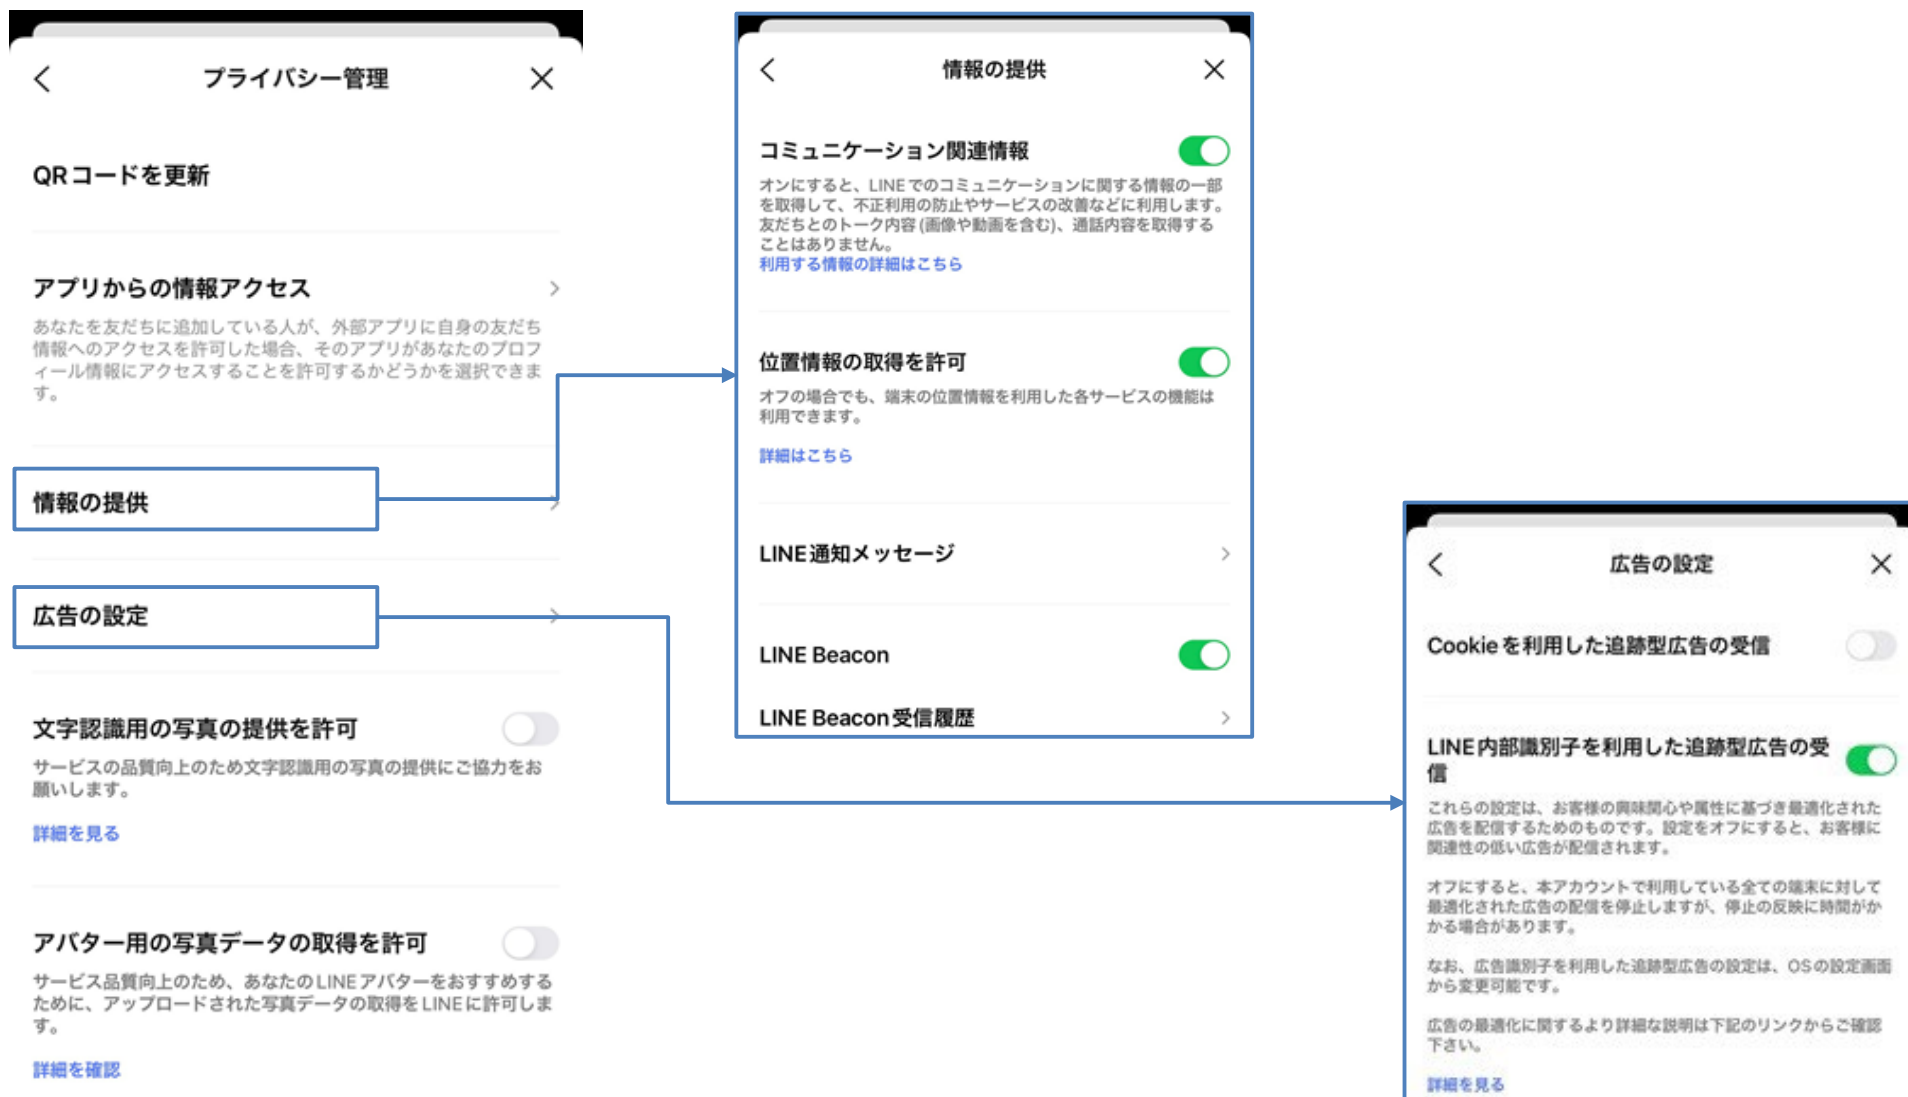 プライバシー管理
QRコードを更新
アプリからの情報アクセス
あなたを友だちに追加している人が、外部アプリに自身の友だち
情報へのアクセスを許可した場合、そのアプリがあなたのプロフ
ィール情報にアクセスすることを許可するかどうかを選択できま
す。
情報の提供
広告の設定
文字認識用の写真の提供を許可
サービスの品質向上のため文字認識用の写真の提供にご協力をお
願いします。
詳細を見る
アバター用の写真データの取得を許可
サービス品質向上のため、あなたのLINEアバターをおすすめする
ために、アップロードされた写真データの取得をLINEに許可しま
す。
詳細を確認
情報の提供
コミュニケーション関連情報
オンにすると、LINEでのコミュニケーションに関する情報の一部
を取得して、不正利用の防止やサービスの改善などに利用します。
友だちとのトーク内容(画像や動画を含む)、通話内容を取得する
ことはありません。
利用する情報の詳細はこちら
位置情報の取得を許可
オフの場合でも、端末の位置情報を利用した各サービスの機能は
利用できます。
詳細はこちら
LINE通知メッセージ
LINE Beacon
LINE Beacon受信履歴
広告の設定
Cookieを利用した追跡型広告の受信
LINE内部識別子を利用した追跡型広告の受
信
これらの設定は、お客様の興味関心や属性に基づき最適化された
広告を配信するためのものです。設定をオフにすると、お客様に
関連性の低い広告が配信されます。
オフにすると、本アカウントで利用している全ての端末に対して
最適化された広告の配信を停止しますが、停止の反映に時間がか
かる場合があります。
なお、広告識別子を利用した追跡型広告の設定は、OSの設定画面
から変更可能です。
広告の最適化に関するより詳細な説明は下記のリンクからご確認
下さい。
詳細を見る